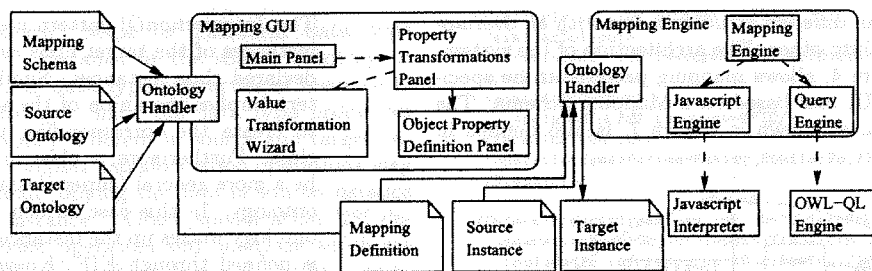 Mapping
Schema
Source
Ontology
Target
Ontology
Ontology
Handler
Mapping GUI
Main Panel
Property
Transformations
Panel
Value
Transformation
Wizard
Object Property
Definition Panel
Ontology
Handler
Mapping Engine
Mapping
Engine
Javascript
Engine
Query
Engine
Mapping
Definition
Source
Instance
Target
Instance
Javascript
Interpreter
OWL-QL
Engine